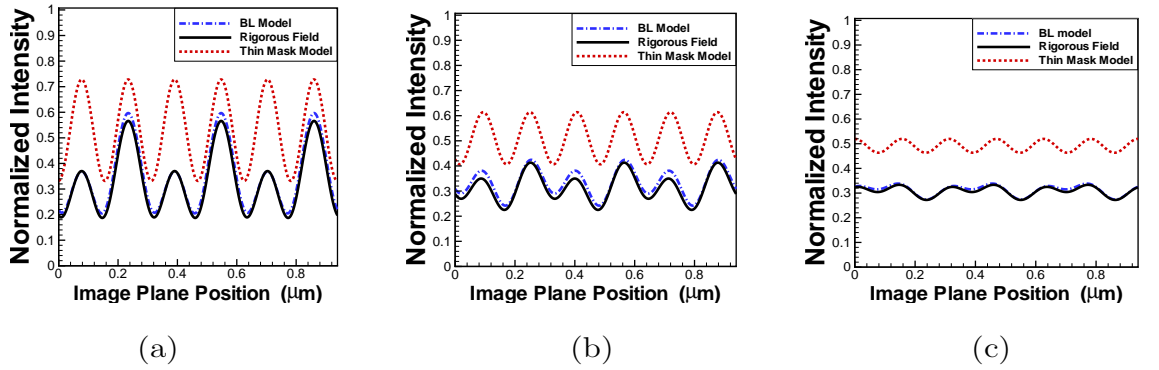 BL Model
Rigorous Field
Thin Mask Model
Normalized Intensity
1
0.9
0.8
0.7
0.6
0.5
0.4
0.3
0.2
0.1
0
0 0.2 0.4 0.6 0.8
Image Plane Position (μm)
(a)
BL Model
Rigorous Field
Thin Mask Model
Normalized Intensity
1
0.9
0.8
0.7
0.6
0.5
0.4
0.3
0.2
0.1
0
0 0.2 0.4 0.6 0.8
Image Plane Position (μm)
(b)
BL model
Rigorous Field
Thin Mask Model
Normalized Intensity
1
0.9
0.8
0.7
0.6
0.5
0.4
0.3
0.2
0.1
0
0 0.2 0.4 0.6 0.8
Image Plane Position (μm)
(c)